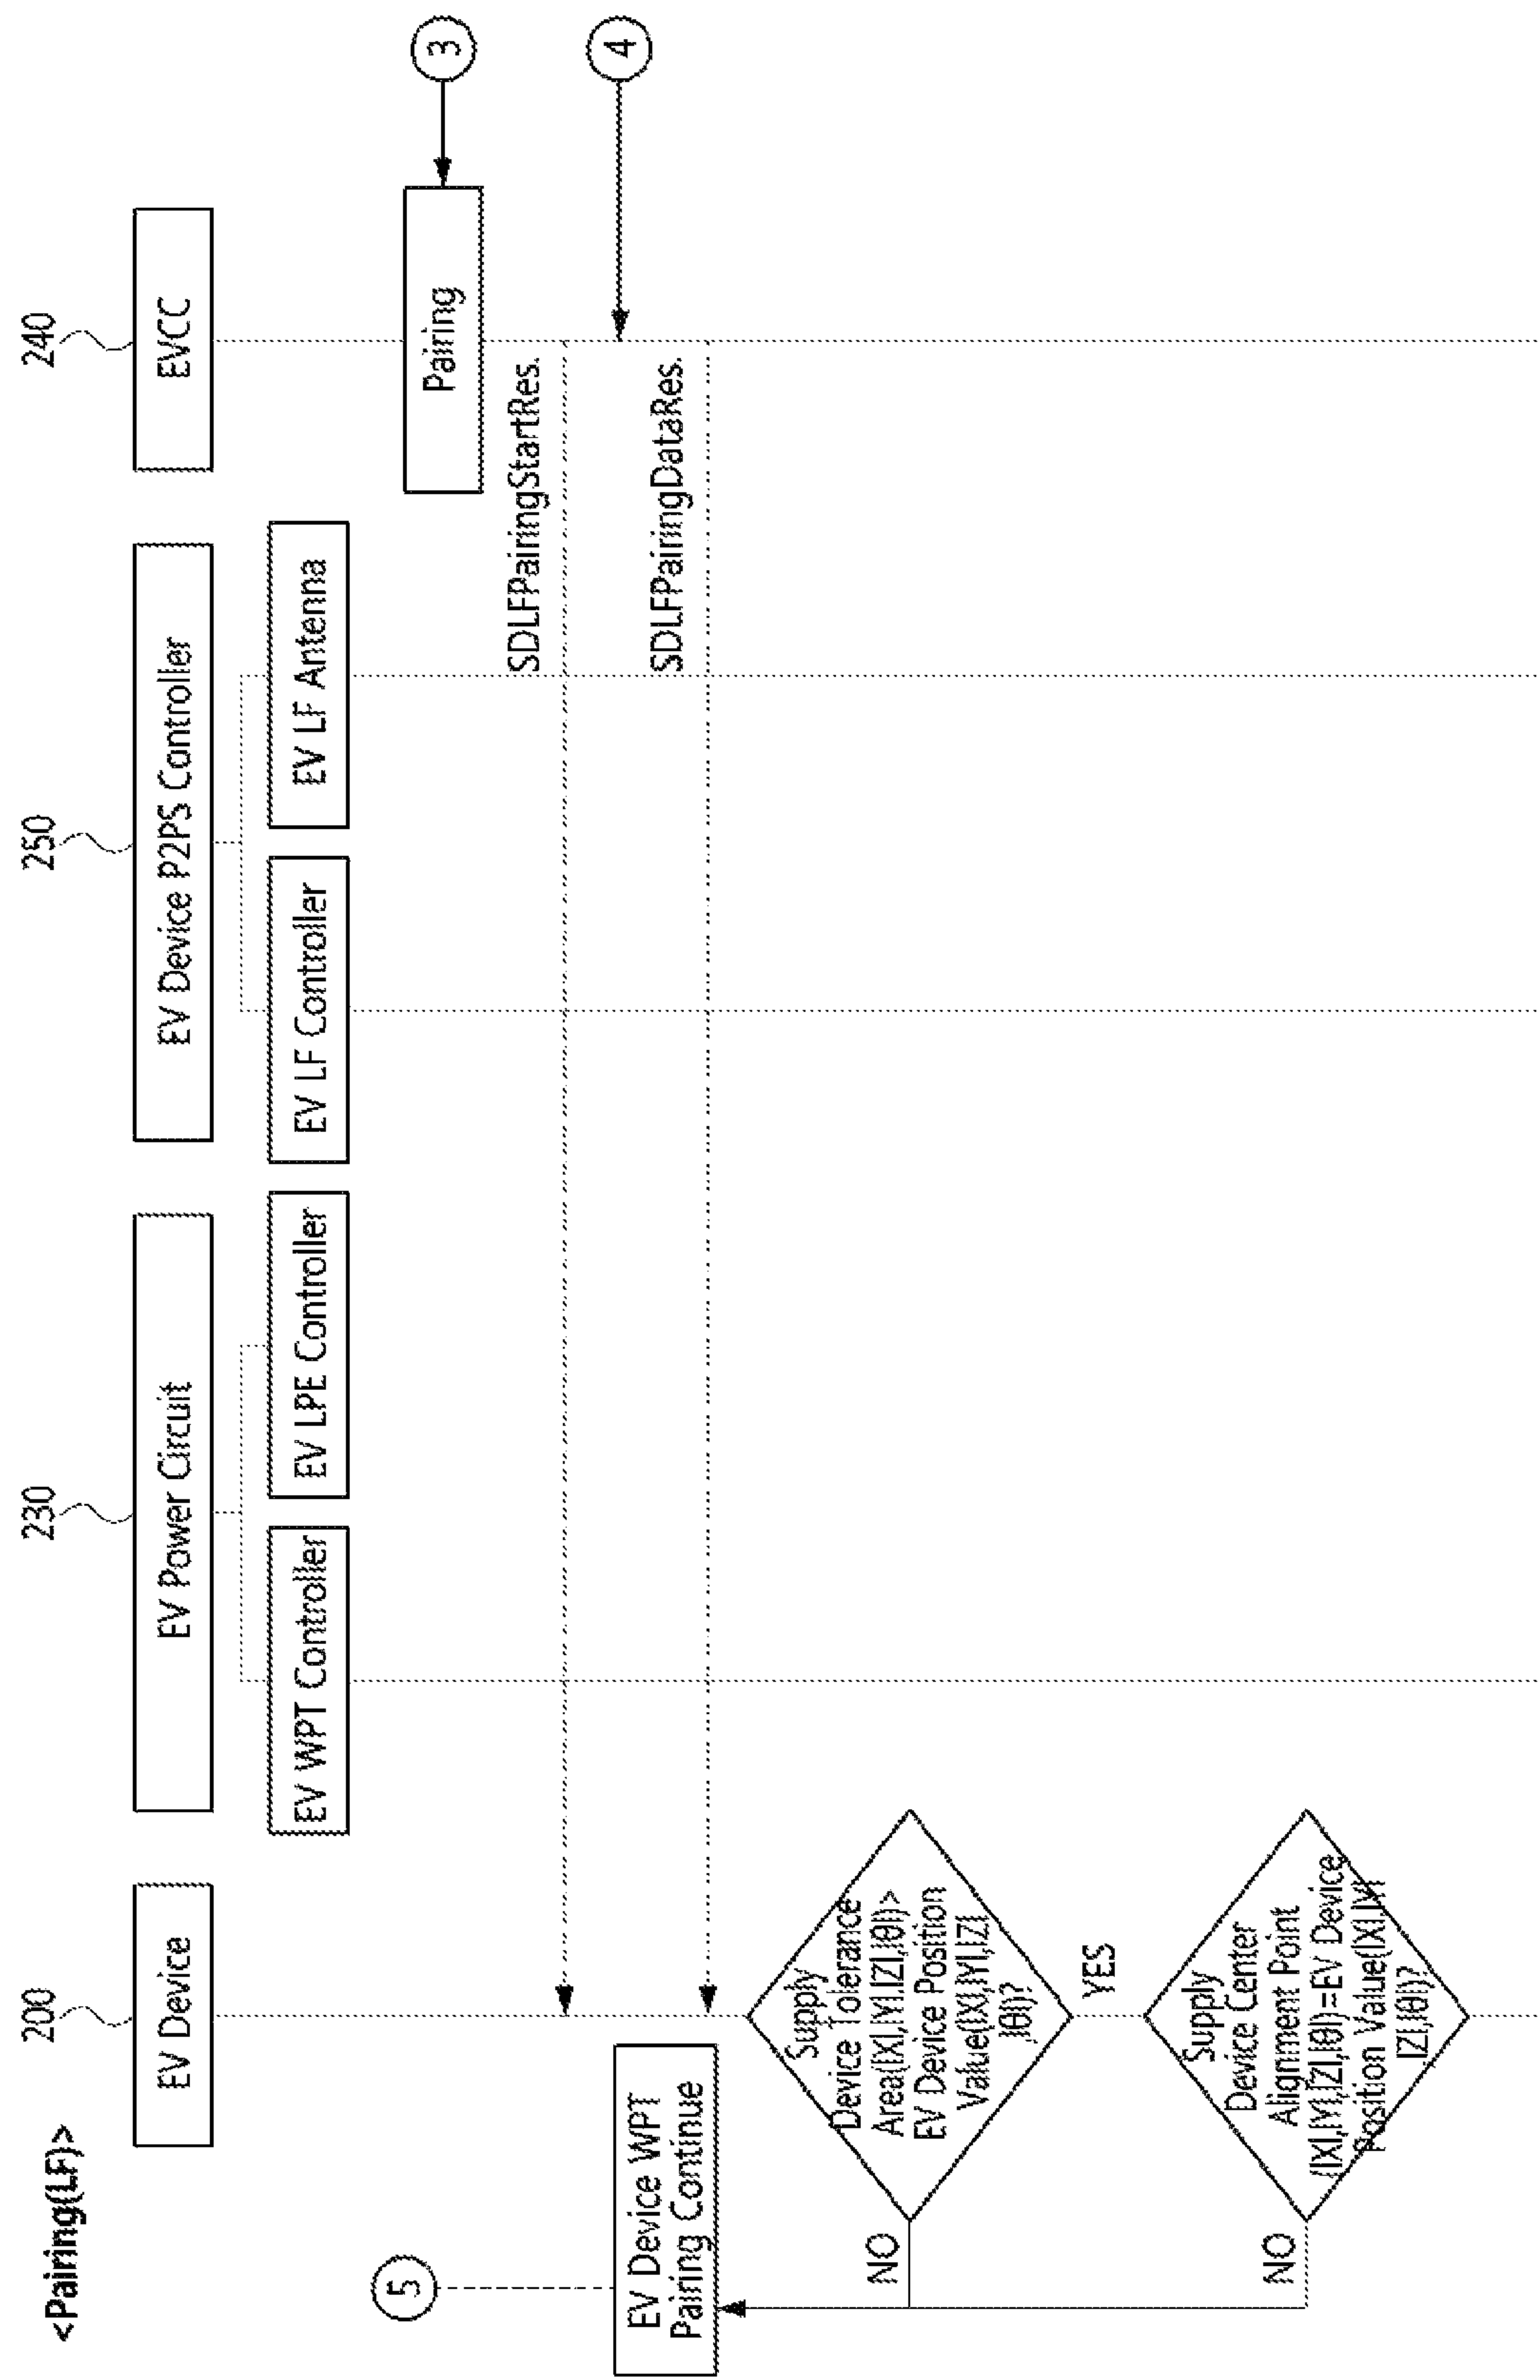 <Pairing(LF)>
200
230
250
240
EV Device
EV Power Circuit
EV Device P2PS Controller
EVCC
EV WPT Controller
EV LPE Controller
EV LF Controller
EV LF Antenna
5
Pairing
3
SDLFPairingStartRes.
4
EV Device WPT
Pairing Continue
SDLFPairingDataRes.
Supply
Device Tolerance
Area(|X|,|Y|,|Z|,|θ|)>
EV Device Position
Value(|X|,|Y|,|Z|
,|θ|)?
NO
YES
Supply
Device Center
Alignment Point
(|X|,|Y|,|Z|,|θ|)=EV Device
Position Value(|X|,|Y|
|Z|,|θ|)?
NO